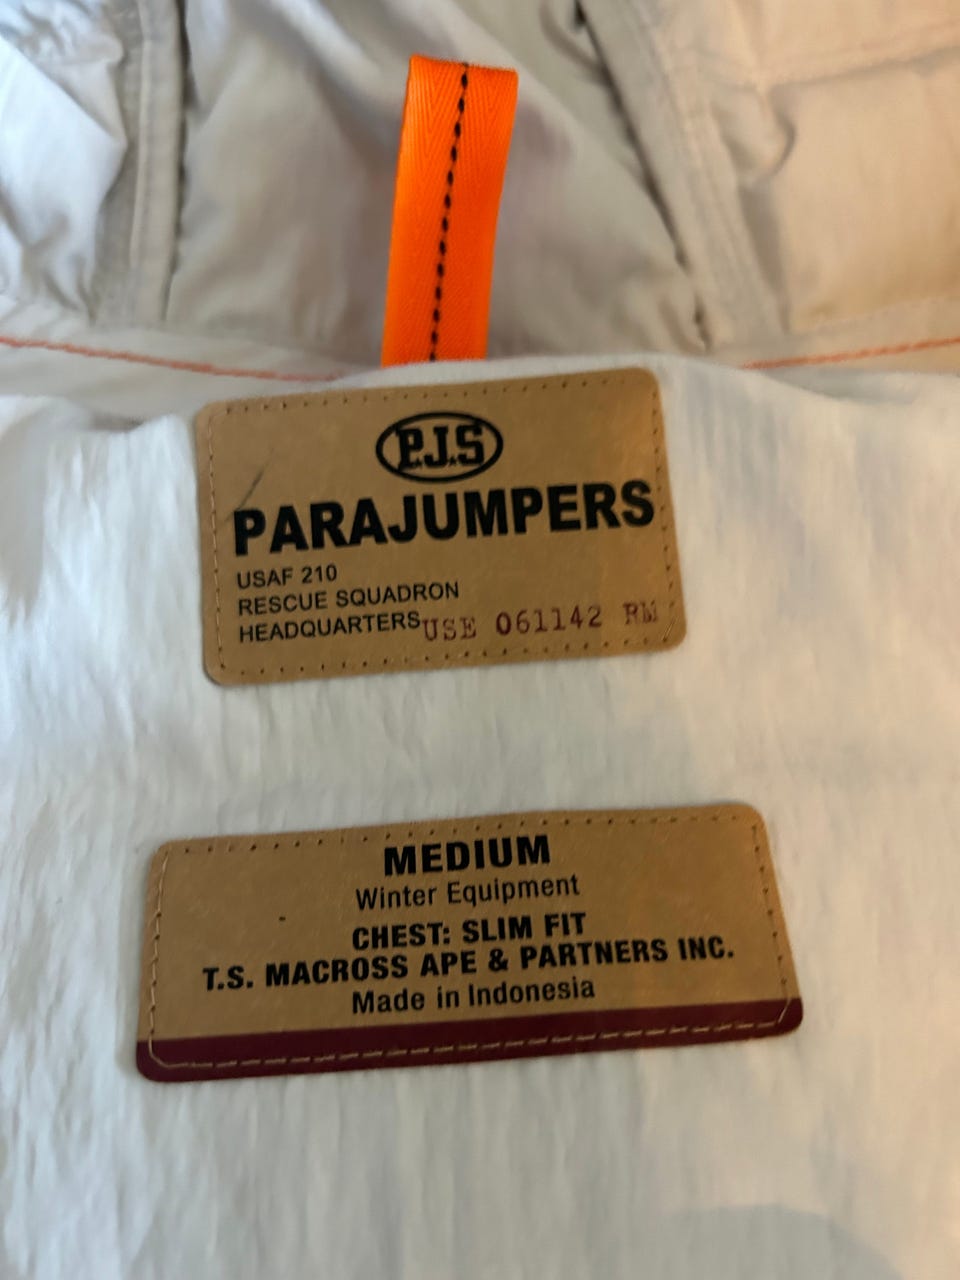 P.J.S
PARAJUMPERS
USAF 210
RESCUE SQUADRON
HEADQUARTERS USE 061142 RM
MEDIUM
Winter Equipment
CHEST: SLIM FIT
T.S. MACROSS APE & PARTNERS INC.
Made in Indonesia